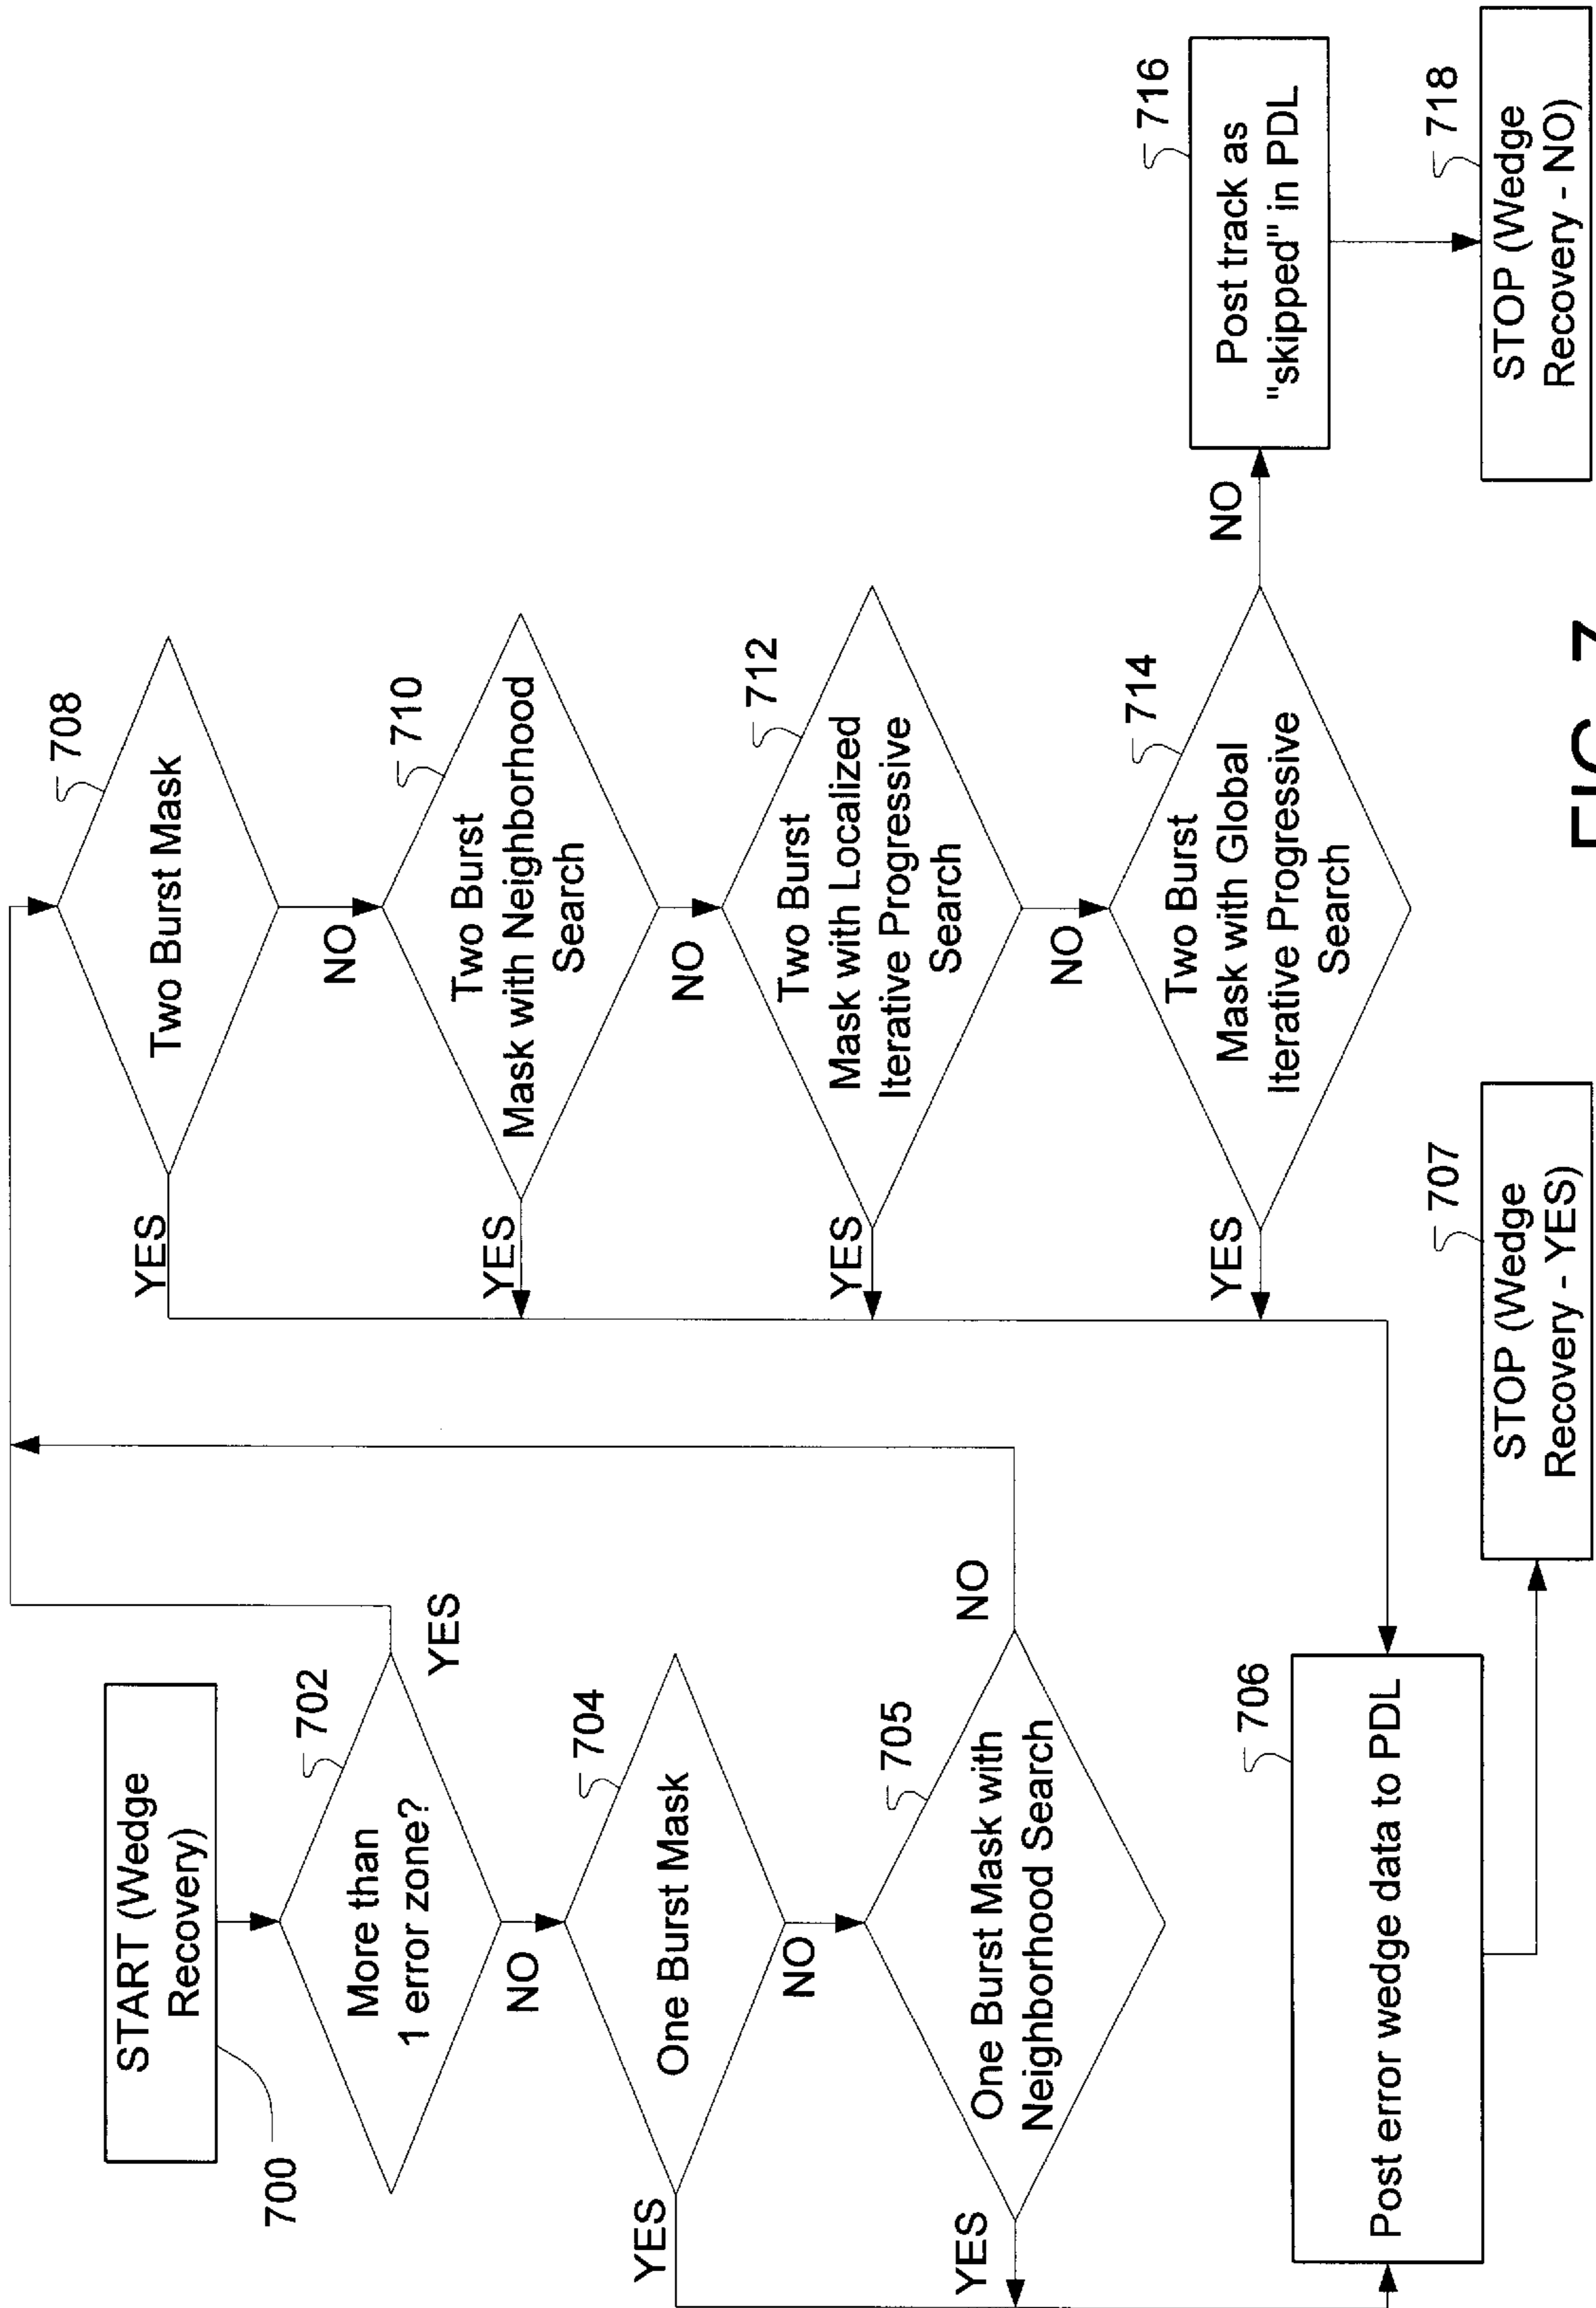 START (Wedge
Recovery)
700
More than
1 error zone?
702
YES
NO
One Burst Mask
704
YES
NO
One Burst Mask with
Neighborhood Search
705
YES
NO
Post error wedge data to PDL
706
STOP (Wedge
Recovery - YES)
707
Two Burst Mask
708
YES
NO
Two Burst
Mask with Neighborhood
Search
710
YES
NO
Two Burst
Mask with Localized
Iterative Progressive
Search
712
YES
NO
Two Burst
Mask with Global
Iterative Progressive
Search
714
YES
NO
Post track as
"skipped" in PDL
716
STOP (Wedge
Recovery - NO)
718
FIG. 7